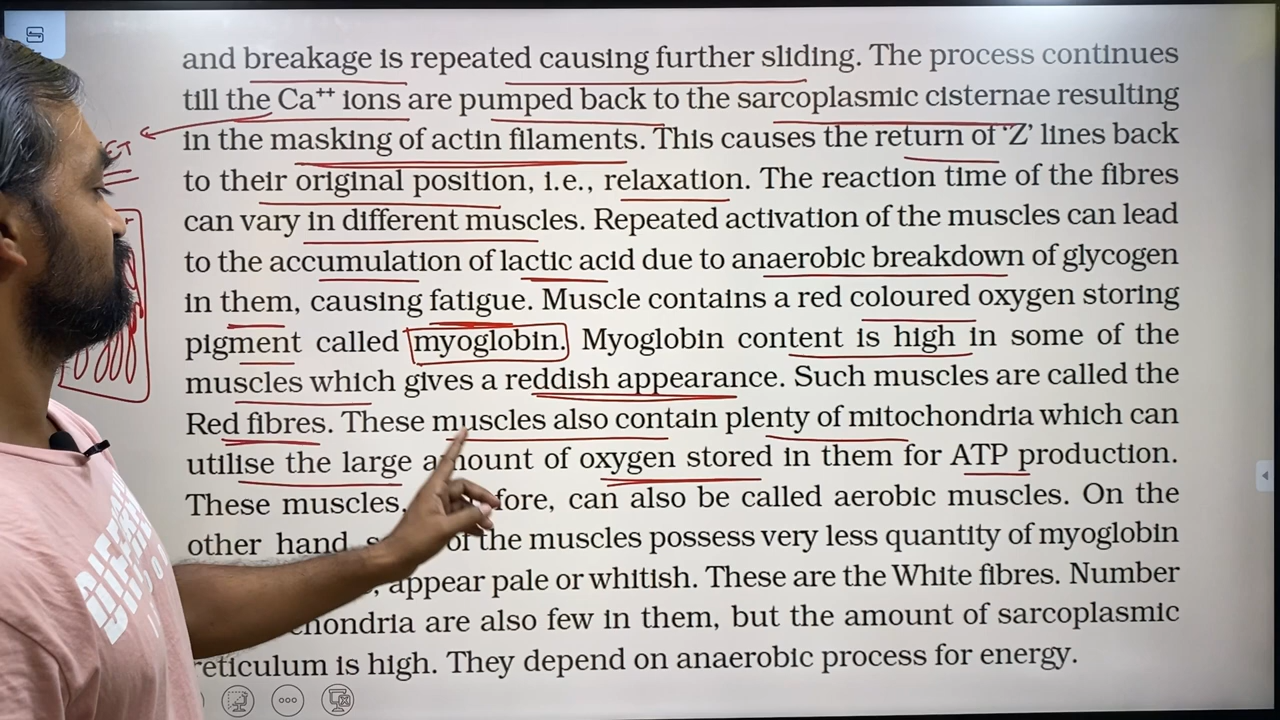 and breakage is repeated causing further sliding. The process continues
till the Ca++ ions are pumped back to the sarcoplasmic cisternae resulting
in the masking of actin filaments. This causes the return of ‘Z’ lines back
to their original position, i.e., relaxation. The reaction time of the fibres
can vary in different muscles. Repeated activation of the muscles can lead
to the accumulation of lactic acid due to anaerobic breakdown of glycogen
in them, causing fatigue. Muscle contains a red coloured oxygen storing
pigment called myoglobin. Myoglobin content is high in some of the
muscles which gives a reddish appearance. Such muscles are called the
Red fibres. These muscles also contain plenty of mitochondria which can
utilise the large amount of oxygen stored in them for ATP production.
These muscles, fore, can also be called aerobic muscles. On the
other hand of the muscles possess very less quantity of myoglobin
appear pale or whitish. These are the White fibres. Number
hondria are also few in them, but the amount of sarcoplasmic
reticulum is high. They depend on anaerobic process for energy.